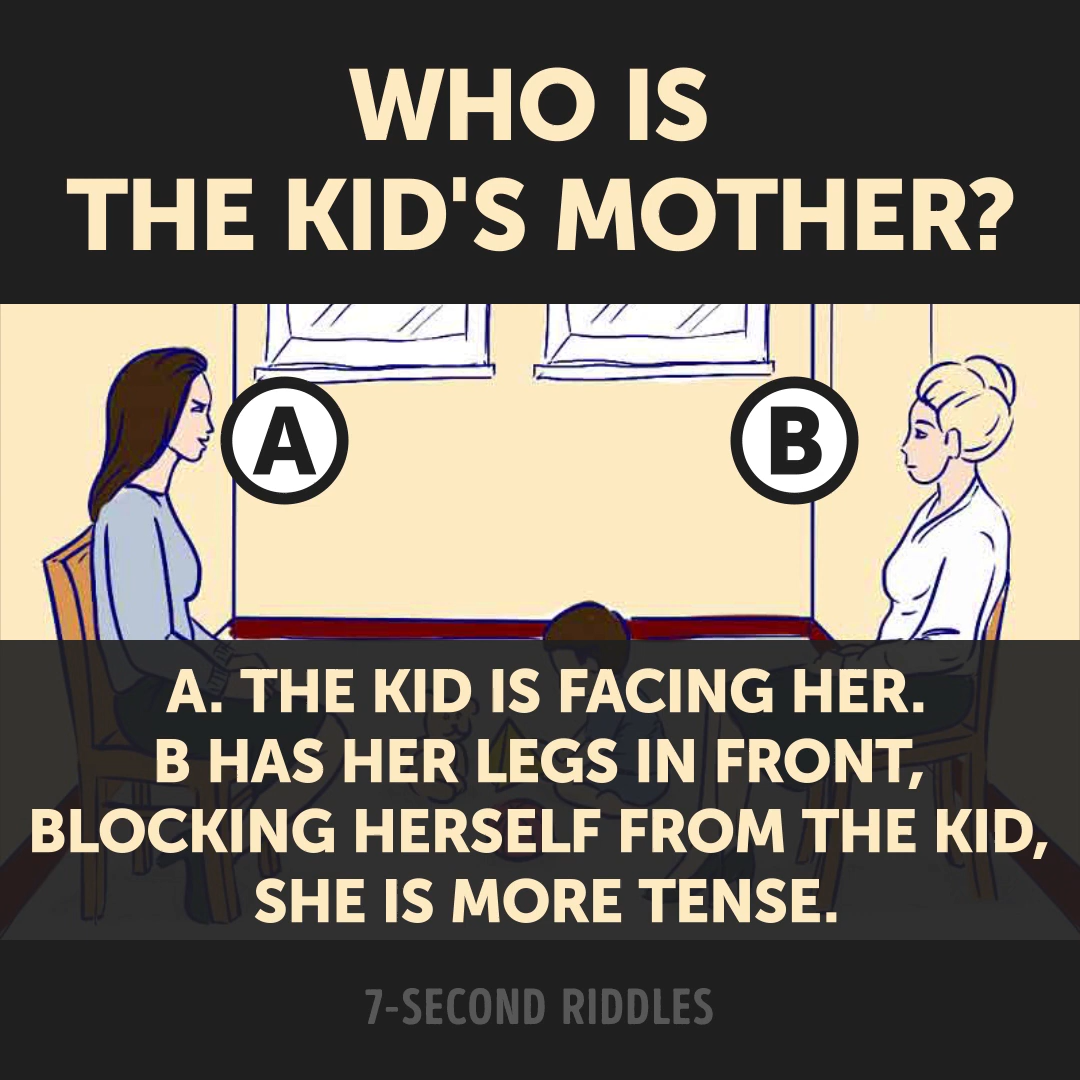 WHO IS
THE KID'S MOTHER?
A
B
A. THE KID IS FACING HER.
B HAS HER LEGS IN FRONT,
BLOCKING HERSELF FROM THE KID,
SHE IS MORE TENSE.
7-SECOND RIDDLES